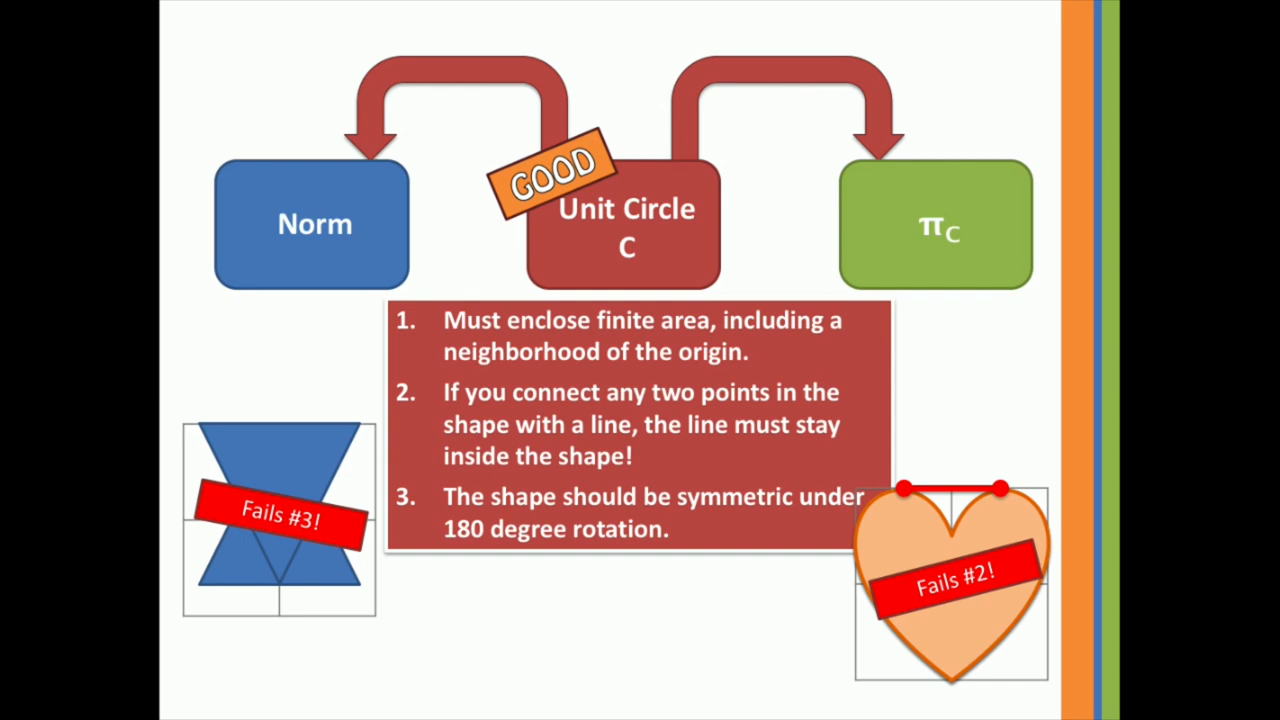 GOOD
Norm
Unit Circle
C
πC
1. Must enclose finite area, including a
neighborhood of the origin.
2. If you connect any two points in the
shape with a line, the line must stay
inside the shape!
3. The shape should be symmetric under
180 degree rotation.
Fails #3!
Fails #2!